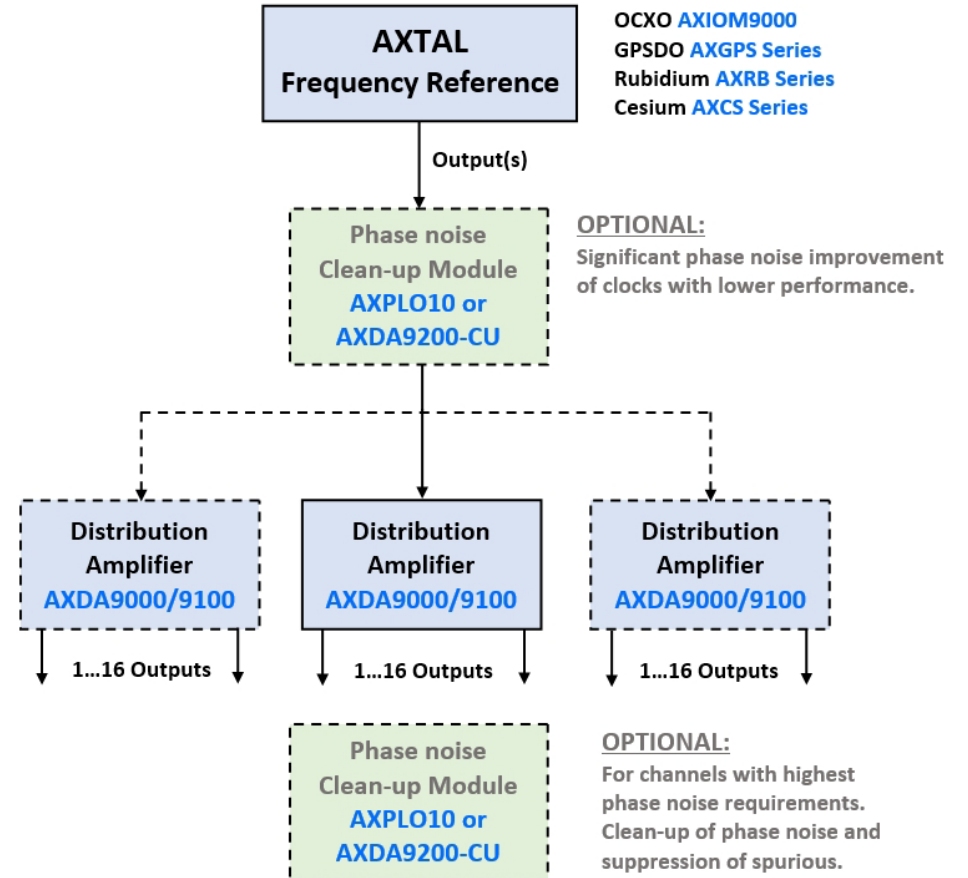 AXTAL
Frequency Reference
OCXO AXIOM9000
GPSDO AXGPS Series
Rubidium AXRB Series
Cesium AXCS Series
Output(s)
Phase noise
Clean-up Module
AXPLO10 or
AXDA9200-CU
OPTIONAL:
Significant phase noise improvement
of clocks with lower performance.
Distribution
Amplifier
AXDA9000/9100
Distribution
Amplifier
AXDA9000/9100
Distribution
Amplifier
AXDA9000/9100
1...16 Outputs
1...16 Outputs
1...16 Outputs
Phase noise
Clean-up Module
AXPLO10 or
AXDA9200-CU
OPTIONAL:
For channels with highest
phase noise requirements.
Clean-up of phase noise and
suppression of spurious.